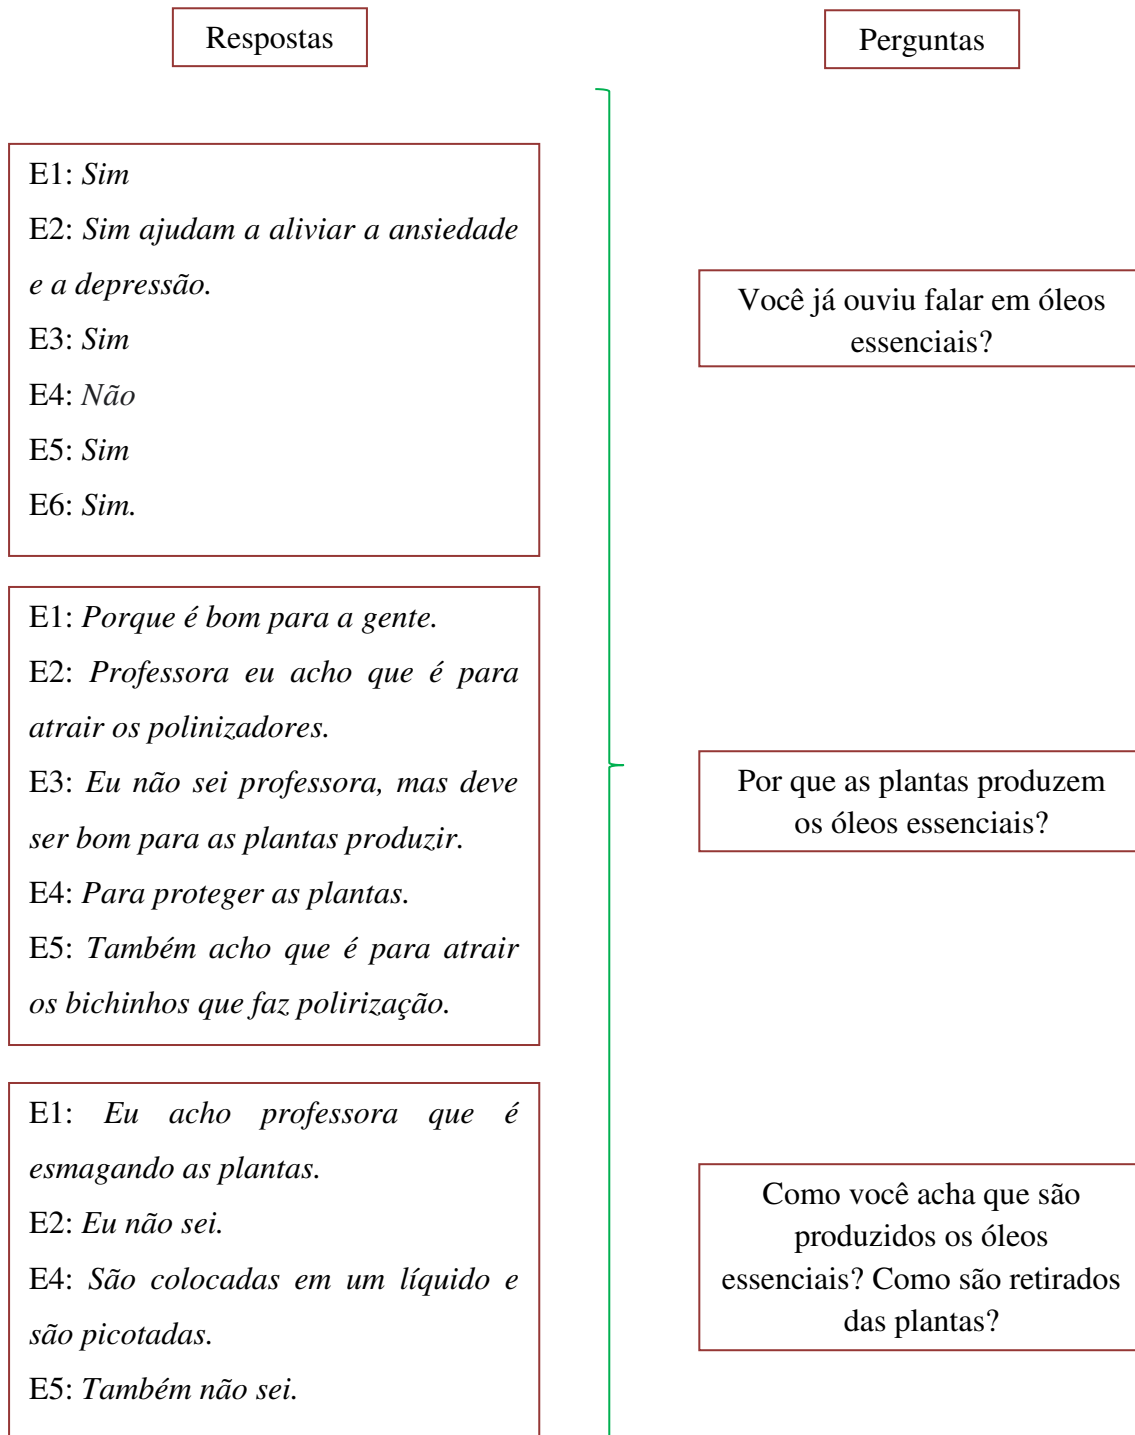 Respostas
Perguntas
E1: Sim
E2: Sim ajudam a aliviar a ansiedade
e a depressão.
E3: Sim
E4: Não
E5: Sim
E6: Sim.
Você já ouviu falar em óleos
essenciais?
E1: Porque é bom para a gente.
E2: Professora eu acho que é para
atrair os polinizadores.
E3: Eu não sei professora, mas deve
ser bom para as plantas produzir.
E4: Para proteger as plantas.
E5: Também acho que é para atrair
os bichinhos que faz polirização.
Por que as plantas produzem
os óleos essenciais?
E1: Eu acho professora que é
esmagando as plantas.
E2: Eu não sei.
E4: São colocadas em um líquido e
são picotadas.
E5: Também não sei.
Como você acha que são
produzidos os óleos
essenciais? Como são retirados
das plantas?